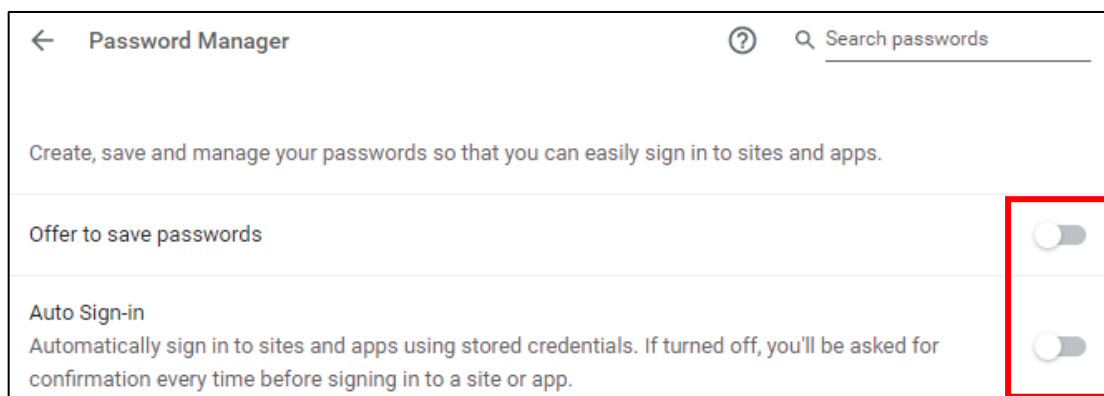 Password Manager
Search passwords
Create, save and manage your passwords so that you can easily sign in to sites and apps.
Offer to save passwords
Auto Sign-in
Automatically sign in to sites and apps using stored credentials. If turned off, you'll be asked for
confirmation every time before signing in to a site or app.